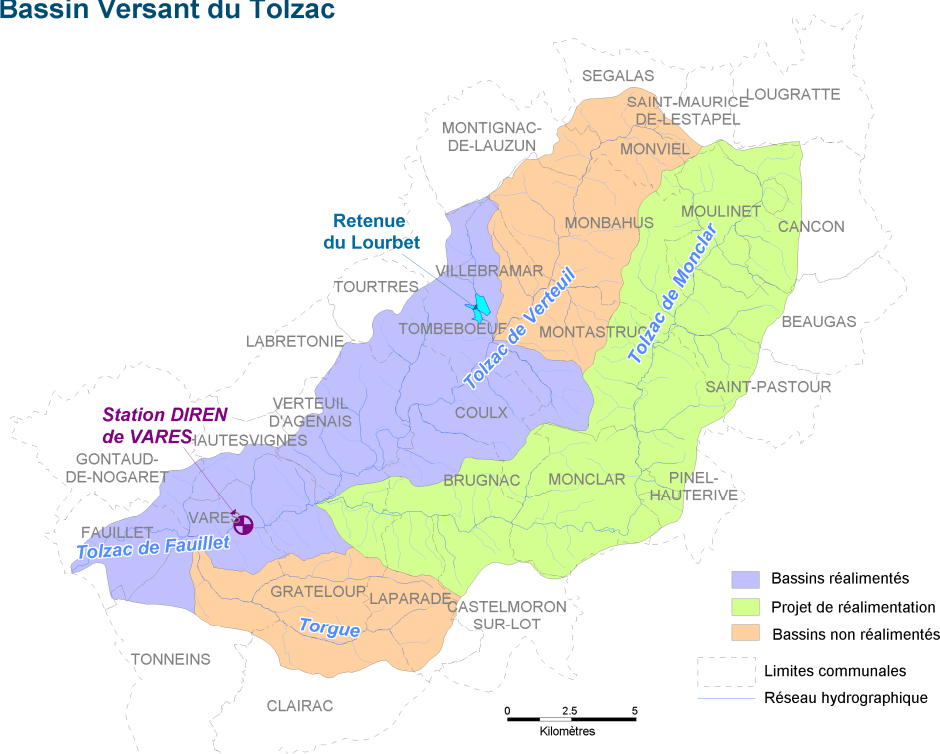 Bassin Versant du Tolzac
SEGALAS
LOUGRATTE
SAINT-MAURICE
DE-LESTAPEL
MONTIGNAC-
DE-LAUZUN
MONVIEL
Retenue
du Lourbet
MONBAHUS
MOULINET
CANCON
VILLEBRAMAR
TOURTRES
Tolzac de Verteuil
Tolzac de Monclar
TOMBEBOEUF
MONTASTRUC
BEAUGAS
LABRETONIE
SAINT-PASTOUR
VERTEUIL
D'AGENAIS
COULX
Station DIREN
de VARES
HAUTESVIGNES
GONTAUD-
DE-NOGARET
BRUGNAC
MONCLAR
PINEL-
HAUTERIVE
VARES
FAUILLET
Tolzac de Fauillet
GRATELOUP
LAPARADE
CASTELMORON
SUR-LOT
Torgue
TONNEINS
CLAIRAC
Bassins réalimentés
Projet de réalimentation
Bassins non réalimentés
Limites communales
Réseau hydrographique
0 2.5 5
Kilomètres